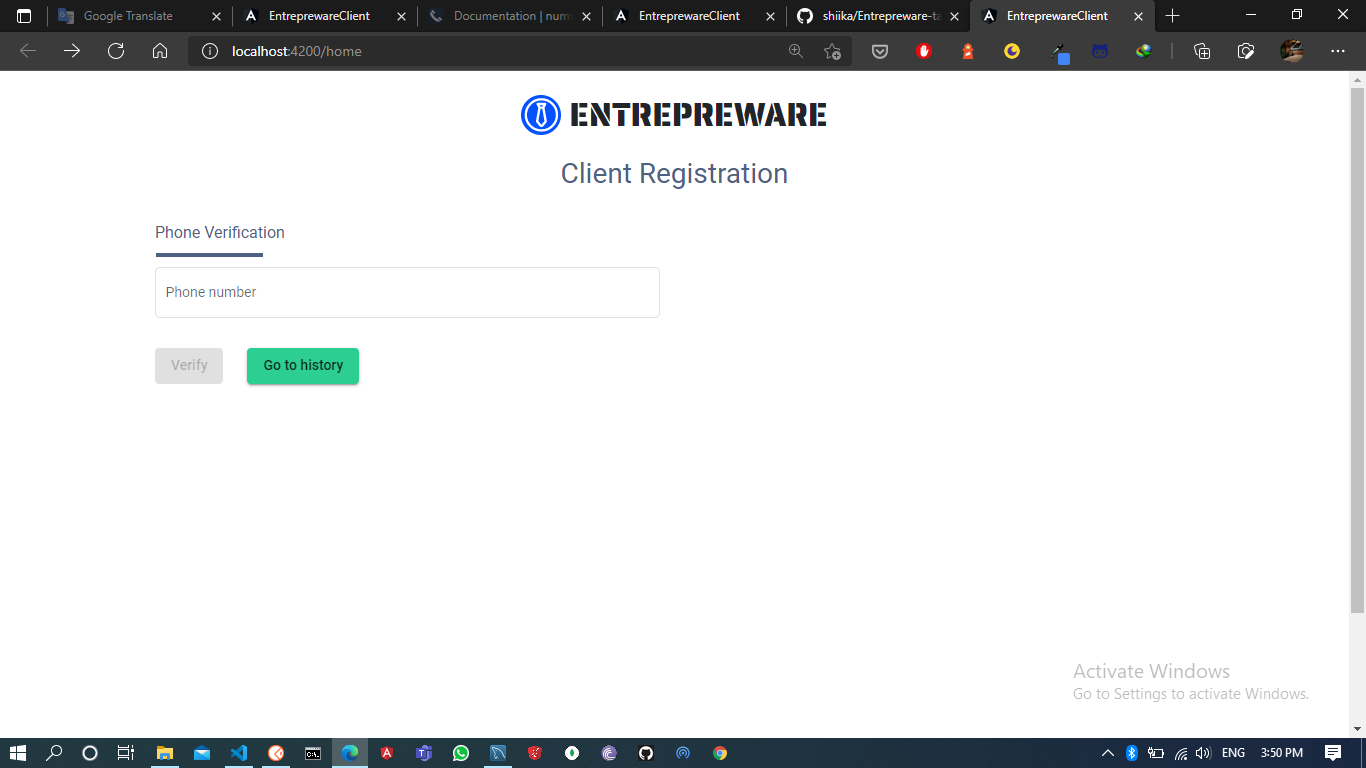 Google Translate
EntreprewareClient
Documentation | num
EntreprewareClient
shiika/Entrepreware-ta
EntreprewareClient
localhost:4200/home
ENTREPREWARE
Client Registration
Phone Verification
Phone number
Verify
Go to history
Activate Windows
Go to Settings to activate Windows.
ENG
3:50 PM